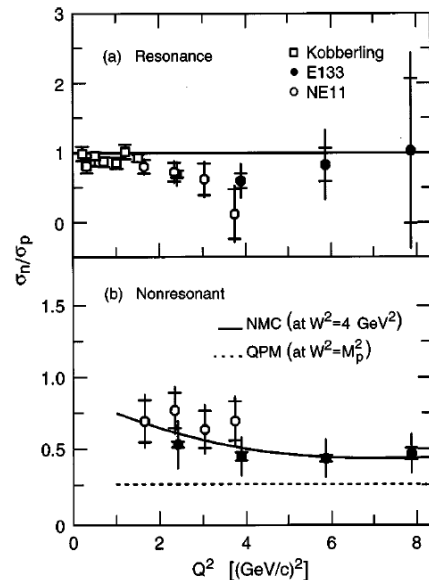 3
2
1
0
(a) Resonance
Kobberling
E133
NE11
σn/σp
1.5
1.0
0.5
0
(b) Nonresonant
NMC (at W²=4 GeV²)
QPM (at W²=Mp²)
0 2 4 6 8
Q² [(GeV/c)²]